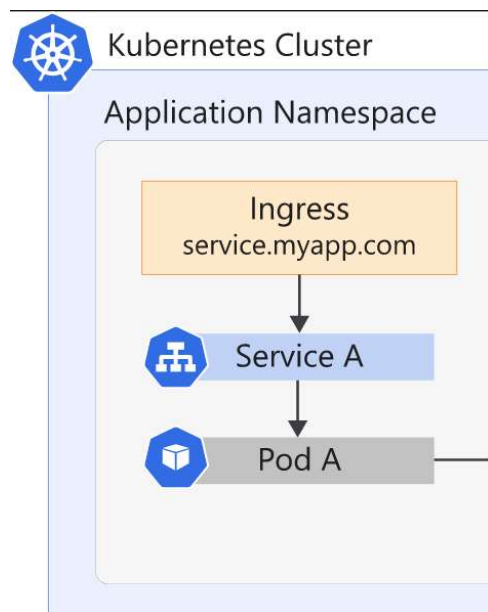 Kubernetes Cluster
Application Namespace
Ingress
service.myapp.com
Service A
Pod A